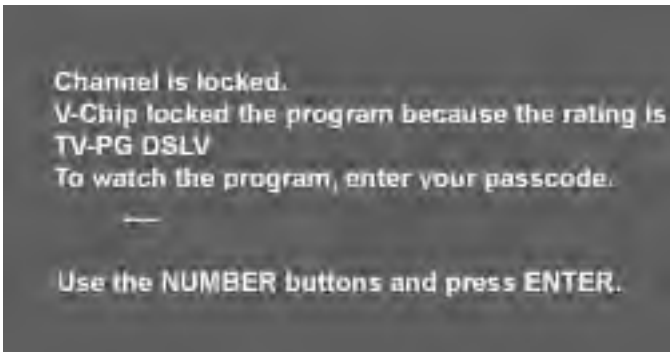 Channel is locked.
V-Chip locked the program because the rating is
TV-PG DSLV
To watch the program, enter your passcode.
Use the NUMBER buttons and press ENTER.